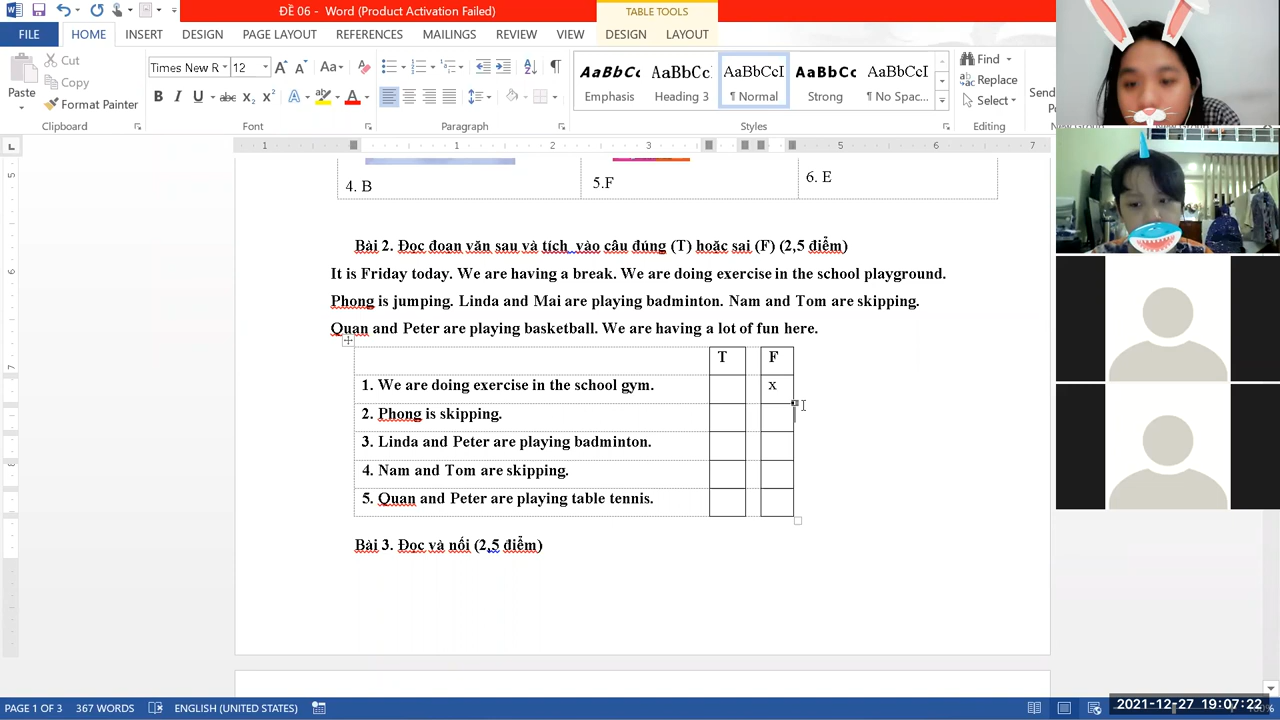 ĐỀ 06 - Word (Product Activation Failed)
TABLE TOOLS
FILE HOME INSERT DESIGN PAGE LAYOUT REFERENCES MAILINGS REVIEW VIEW DESIGN LAYOUT
Paste
Cut
Copy
Format Painter
Clipboard
Times New R 12
Font
Paragraph
AaBbCc AaBbCc AaBbCcI AaBbCc AaBbCcI
Emphasis Heading 3 ¶ Normal Strong ¶ No Spac...
Styles
Find
Replace
Select
Editing
Send
1 1 2 3 5 6 7
4. B
5.F
6. E
Bài 2. Đọc đoạn văn sau và tích vào câu đúng (T) hoặc sai (F) (2,5 điểm)
It is Friday today. We are having a break. We are doing exercise in the school playground.
Phong is jumping. Linda and Mai are playing badminton. Nam and Tom are skipping.
Quan and Peter are playing basketball. We are having a lot of fun here.
T F
1. We are doing exercise in the school gym. x
2. Phong is skipping.
3. Linda and Peter are playing badminton.
4. Nam and Tom are skipping.
5. Quan and Peter are playing table tennis.
Bài 3. Đọc và nối (2,5 điểm)
PAGE 1 OF 3 367 WORDS ENGLISH (UNITED STATES)
2021-12-27 19:07:22